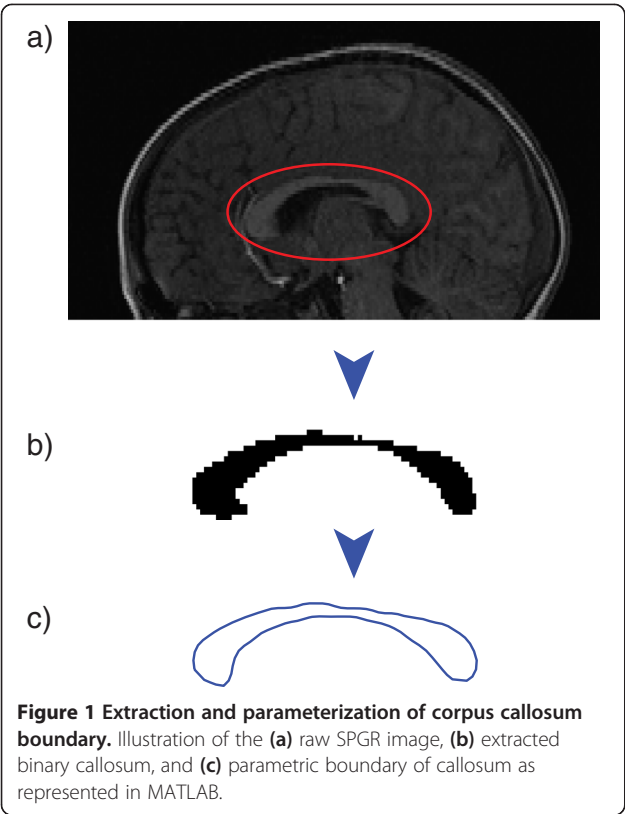 a)
b)
c)
Figure 1 Extraction and parameterization of corpus callosum
boundary. Illustration of the (a) raw SPGR image, (b) extracted
binary callosum, and (c) parametric boundary of callosum as
represented in MATLAB.